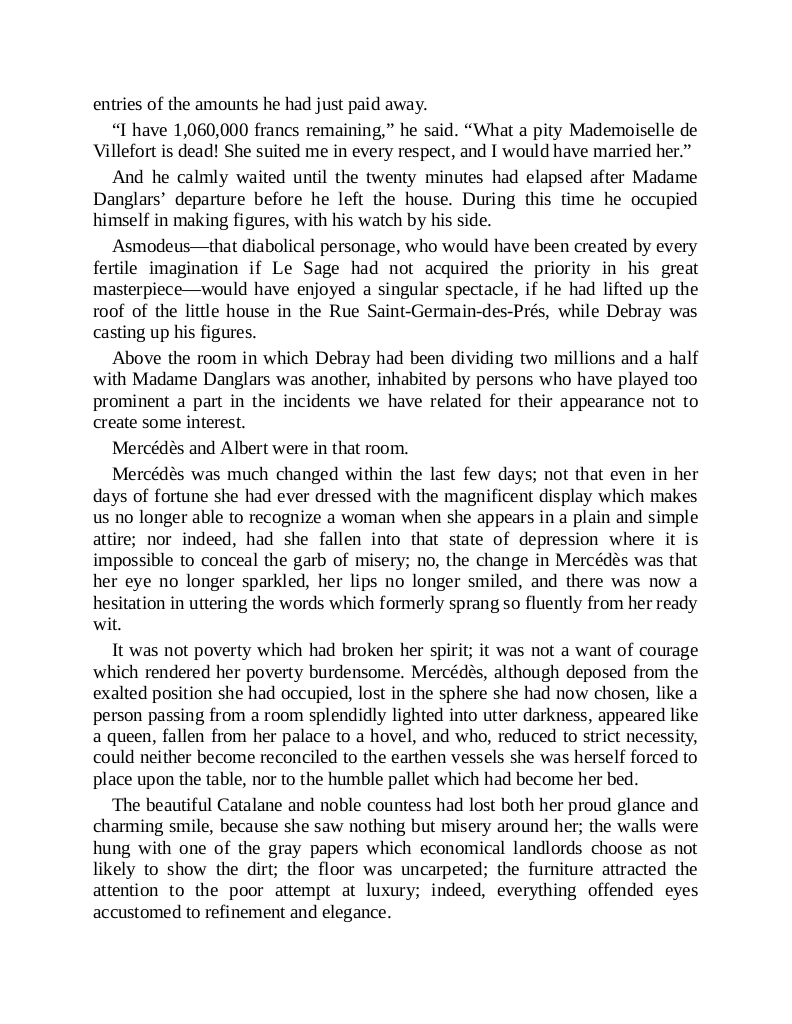 entries of the amounts he had just paid away.
“I have 1,060,000 francs remaining,” he said. “What a pity Mademoiselle de
Villefort is dead! She suited me in every respect, and I would have married her.”
And he calmly waited until the twenty minutes had elapsed after Madame
Danglars’ departure before he left the house. During this time he occupied
himself in making figures, with his watch by his side.
Asmodeus—that diabolical personage, who would have been created by every
fertile imagination if Le Sage had not acquired the priority in his great
masterpiece—would have enjoyed a singular spectacle, if he had lifted up the
roof of the little house in the Rue Saint-Germain-des-Prés, while Debray was
casting up his figures.
Above the room in which Debray had been dividing two millions and a half
with Madame Danglars was another, inhabited by persons who have played too
prominent a part in the incidents we have related for their appearance not to
create some interest.
Mercédès and Albert were in that room.
Mercédès was much changed within the last few days; not that even in her
days of fortune she had ever dressed with the magnificent display which makes
us no longer able to recognize a woman when she appears in a plain and simple
attire; nor indeed, had she fallen into that state of depression where it is
impossible to conceal the garb of misery; no, the change in Mercédès was that
her eye no longer sparkled, her lips no longer smiled, and there was now a
hesitation in uttering the words which formerly sprang so fluently from her ready
wit.
It was not poverty which had broken her spirit; it was not a want of courage
which rendered her poverty burdensome. Mercédès, although deposed from the
exalted position she had occupied, lost in the sphere she had now chosen, like a
person passing from a room splendidly lighted into utter darkness, appeared like
a queen, fallen from her palace to a hovel, and who, reduced to strict necessity,
could neither become reconciled to the earthen vessels she was herself forced to
place upon the table, nor to the humble pallet which had become her bed.
The beautiful Catalane and noble countess had lost both her proud glance and
charming smile, because she saw nothing but misery around her; the walls were
hung with one of the gray papers which economical landlords choose as not
likely to show the dirt; the floor was uncarpeted; the furniture attracted the
attention to the poor attempt at luxury; indeed, everything offended eyes
accustomed to refinement and elegance.